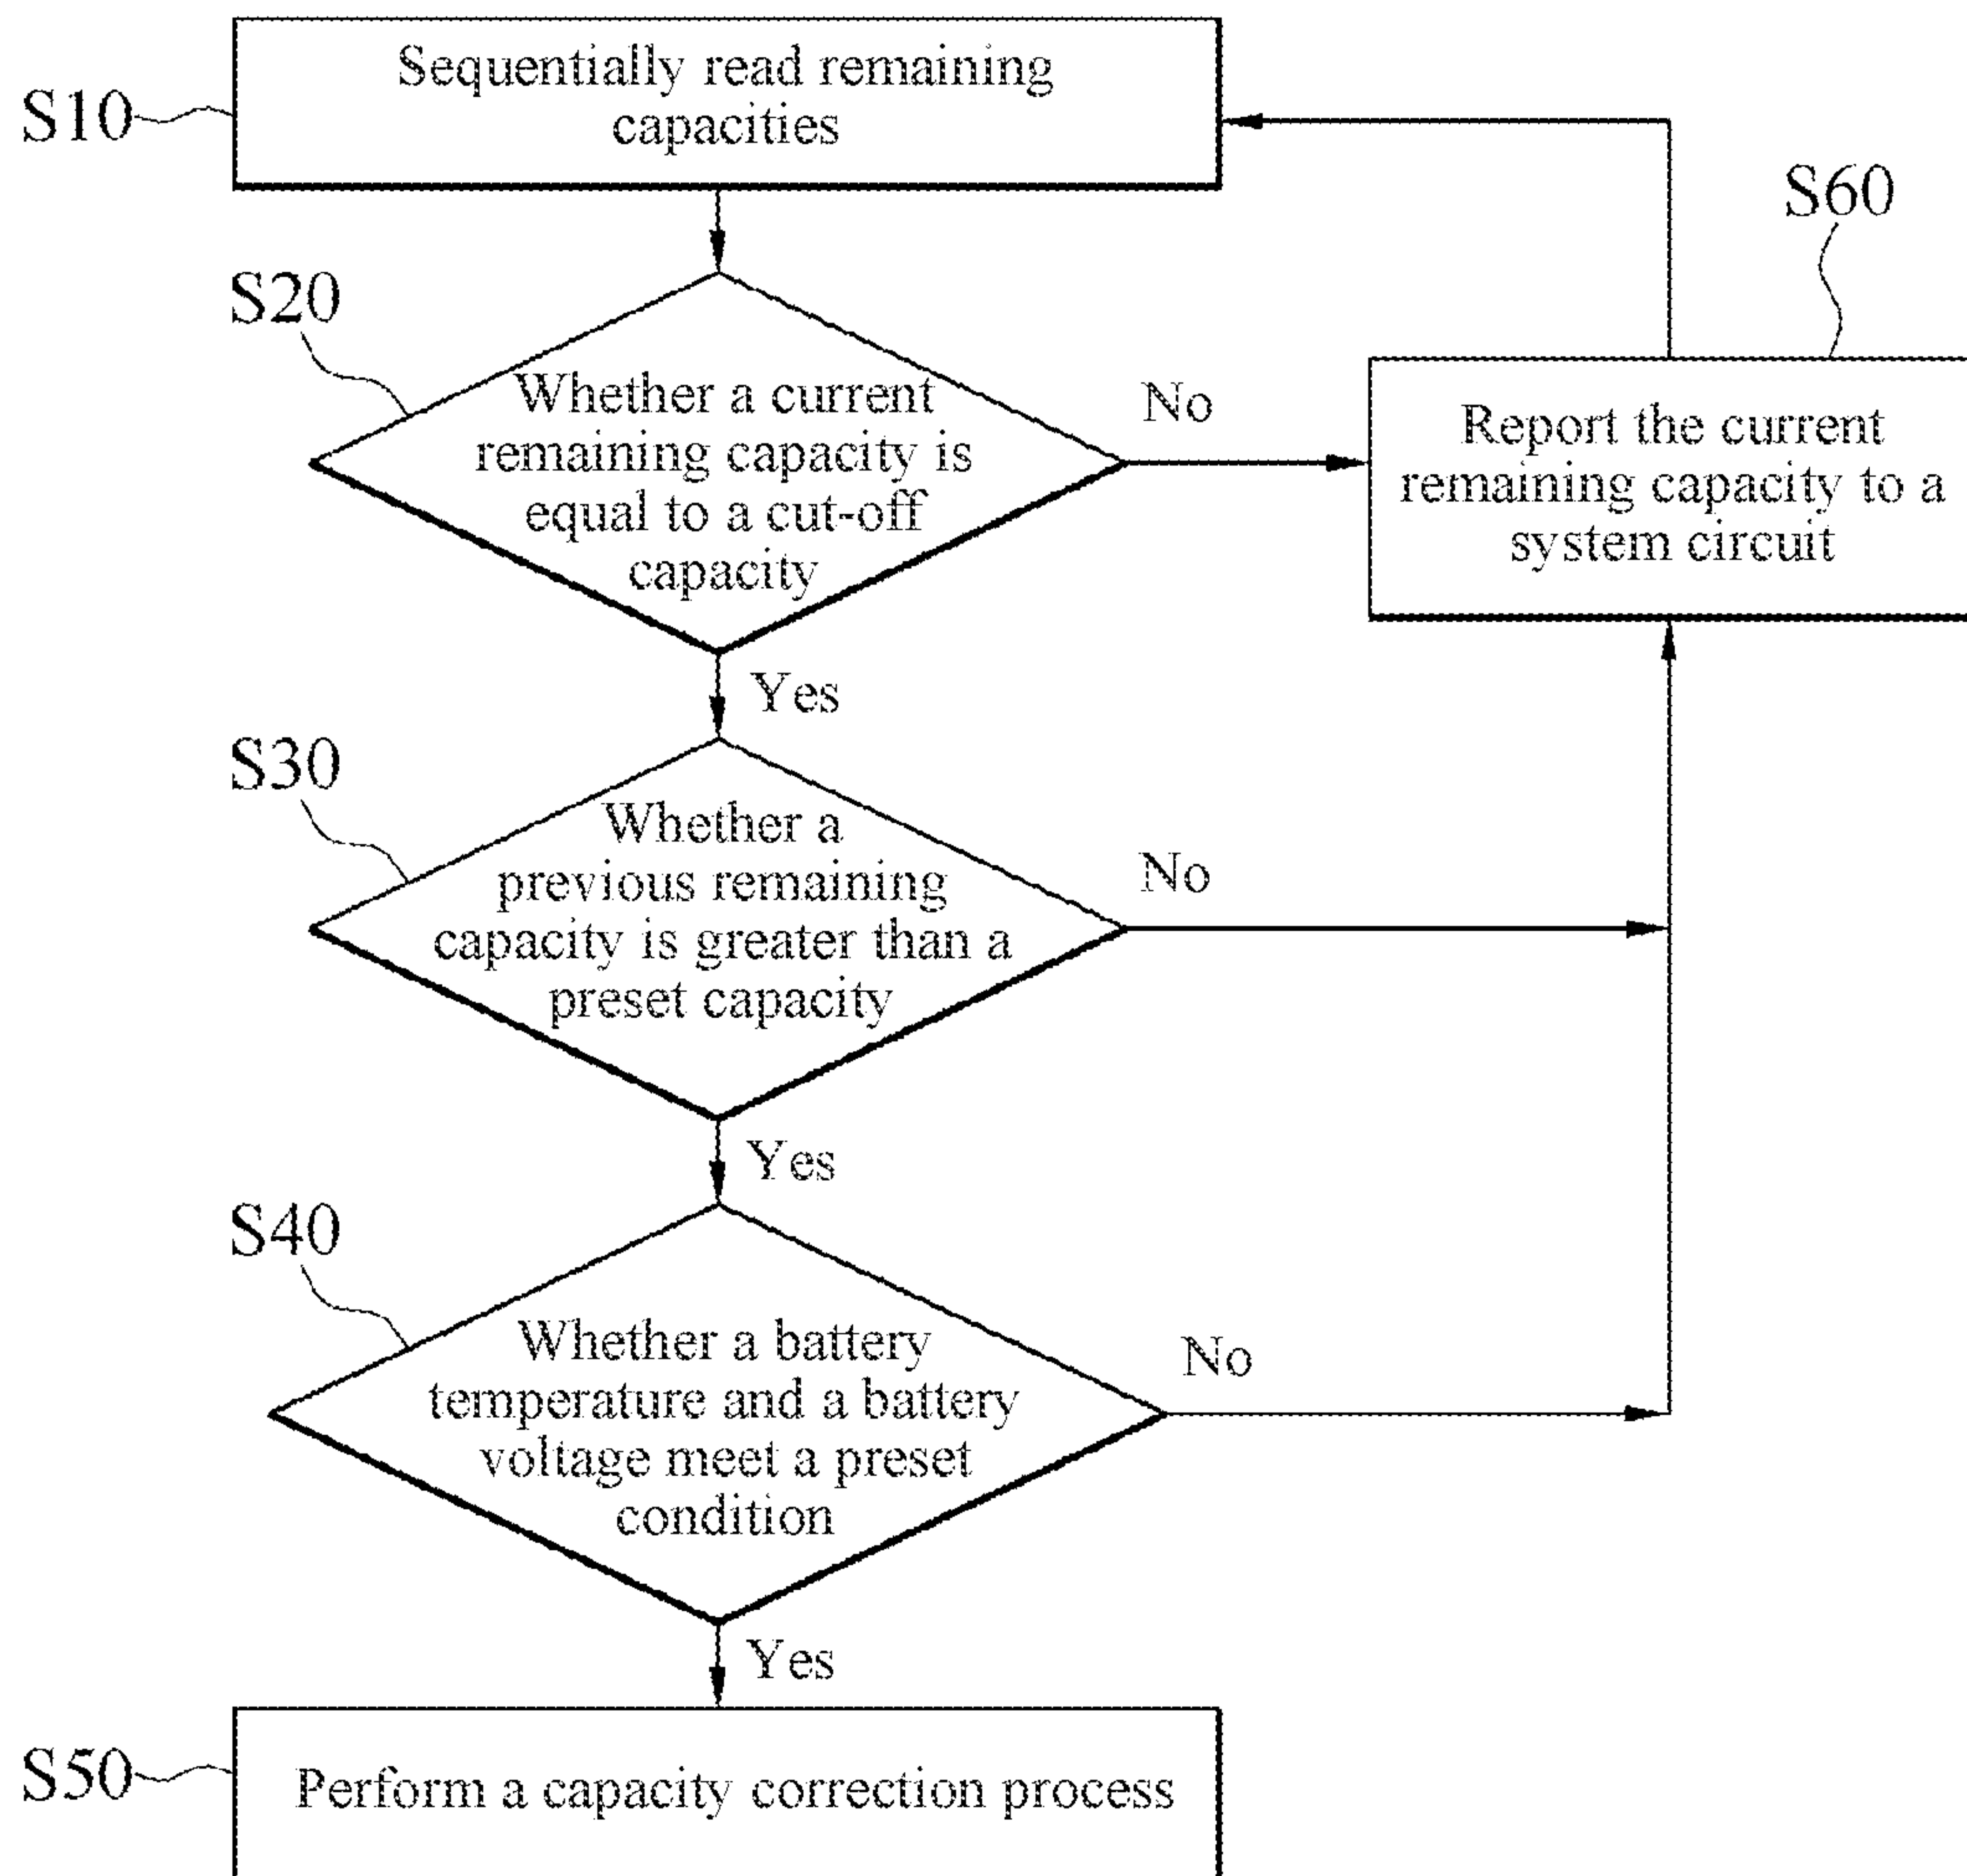 Sequentially read remaining
capacities
S10
S60
S20
Whether a current
remaining capacity is
equal to a cut-off
capacity
No
Report the current
remaining capacity to a
system circuit
Yes
S30
Whether a
previous remaining
capacity is greater than a
preset capacity
No
Yes
S40
Whether a battery
temperature and a battery
voltage meet a preset
condition
No
Yes
S50
Perform a capacity correction process